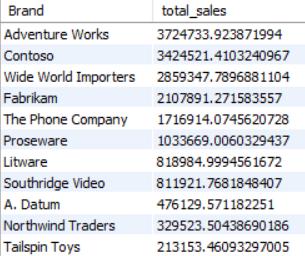 Brand total_sales
Adventure Works 3724733.923871994
Contoso 3424521.4103240967
Wide World Importers 2859347.7896881104
Fabrikam 2107891.271583557
The Phone Company 1716914.0745620728
Proseware 1033669.0060329437
Litware 818984.9994561672
Southridge Video 811921.7681848407
A. Datum 476129.571182251
Northwind Traders 329523.50438690186
Tailspin Toys 213153.46093297005